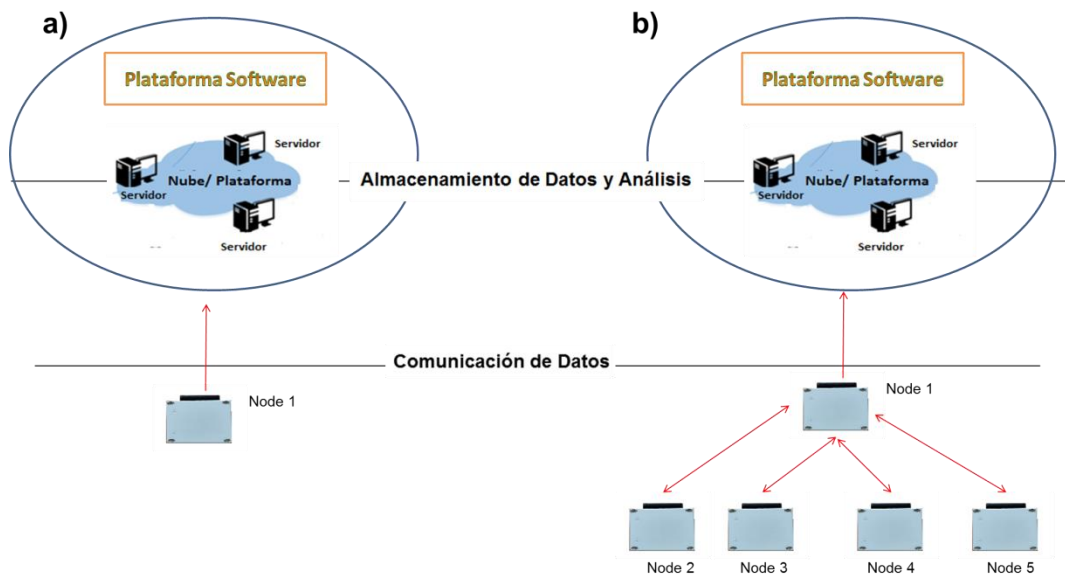 a)
b)
Plataforma Software
Plataforma Software
Servidor
Servidor
Nube/ Plataforma
Servidor
Servidor
Almacenamiento de Datos y Análisis
Servidor
Nube/ Plataforma
Servidor
Servidor
Comunicación de Datos
Node 1
Node 1
Node 2
Node 3
Node 4
Node 5